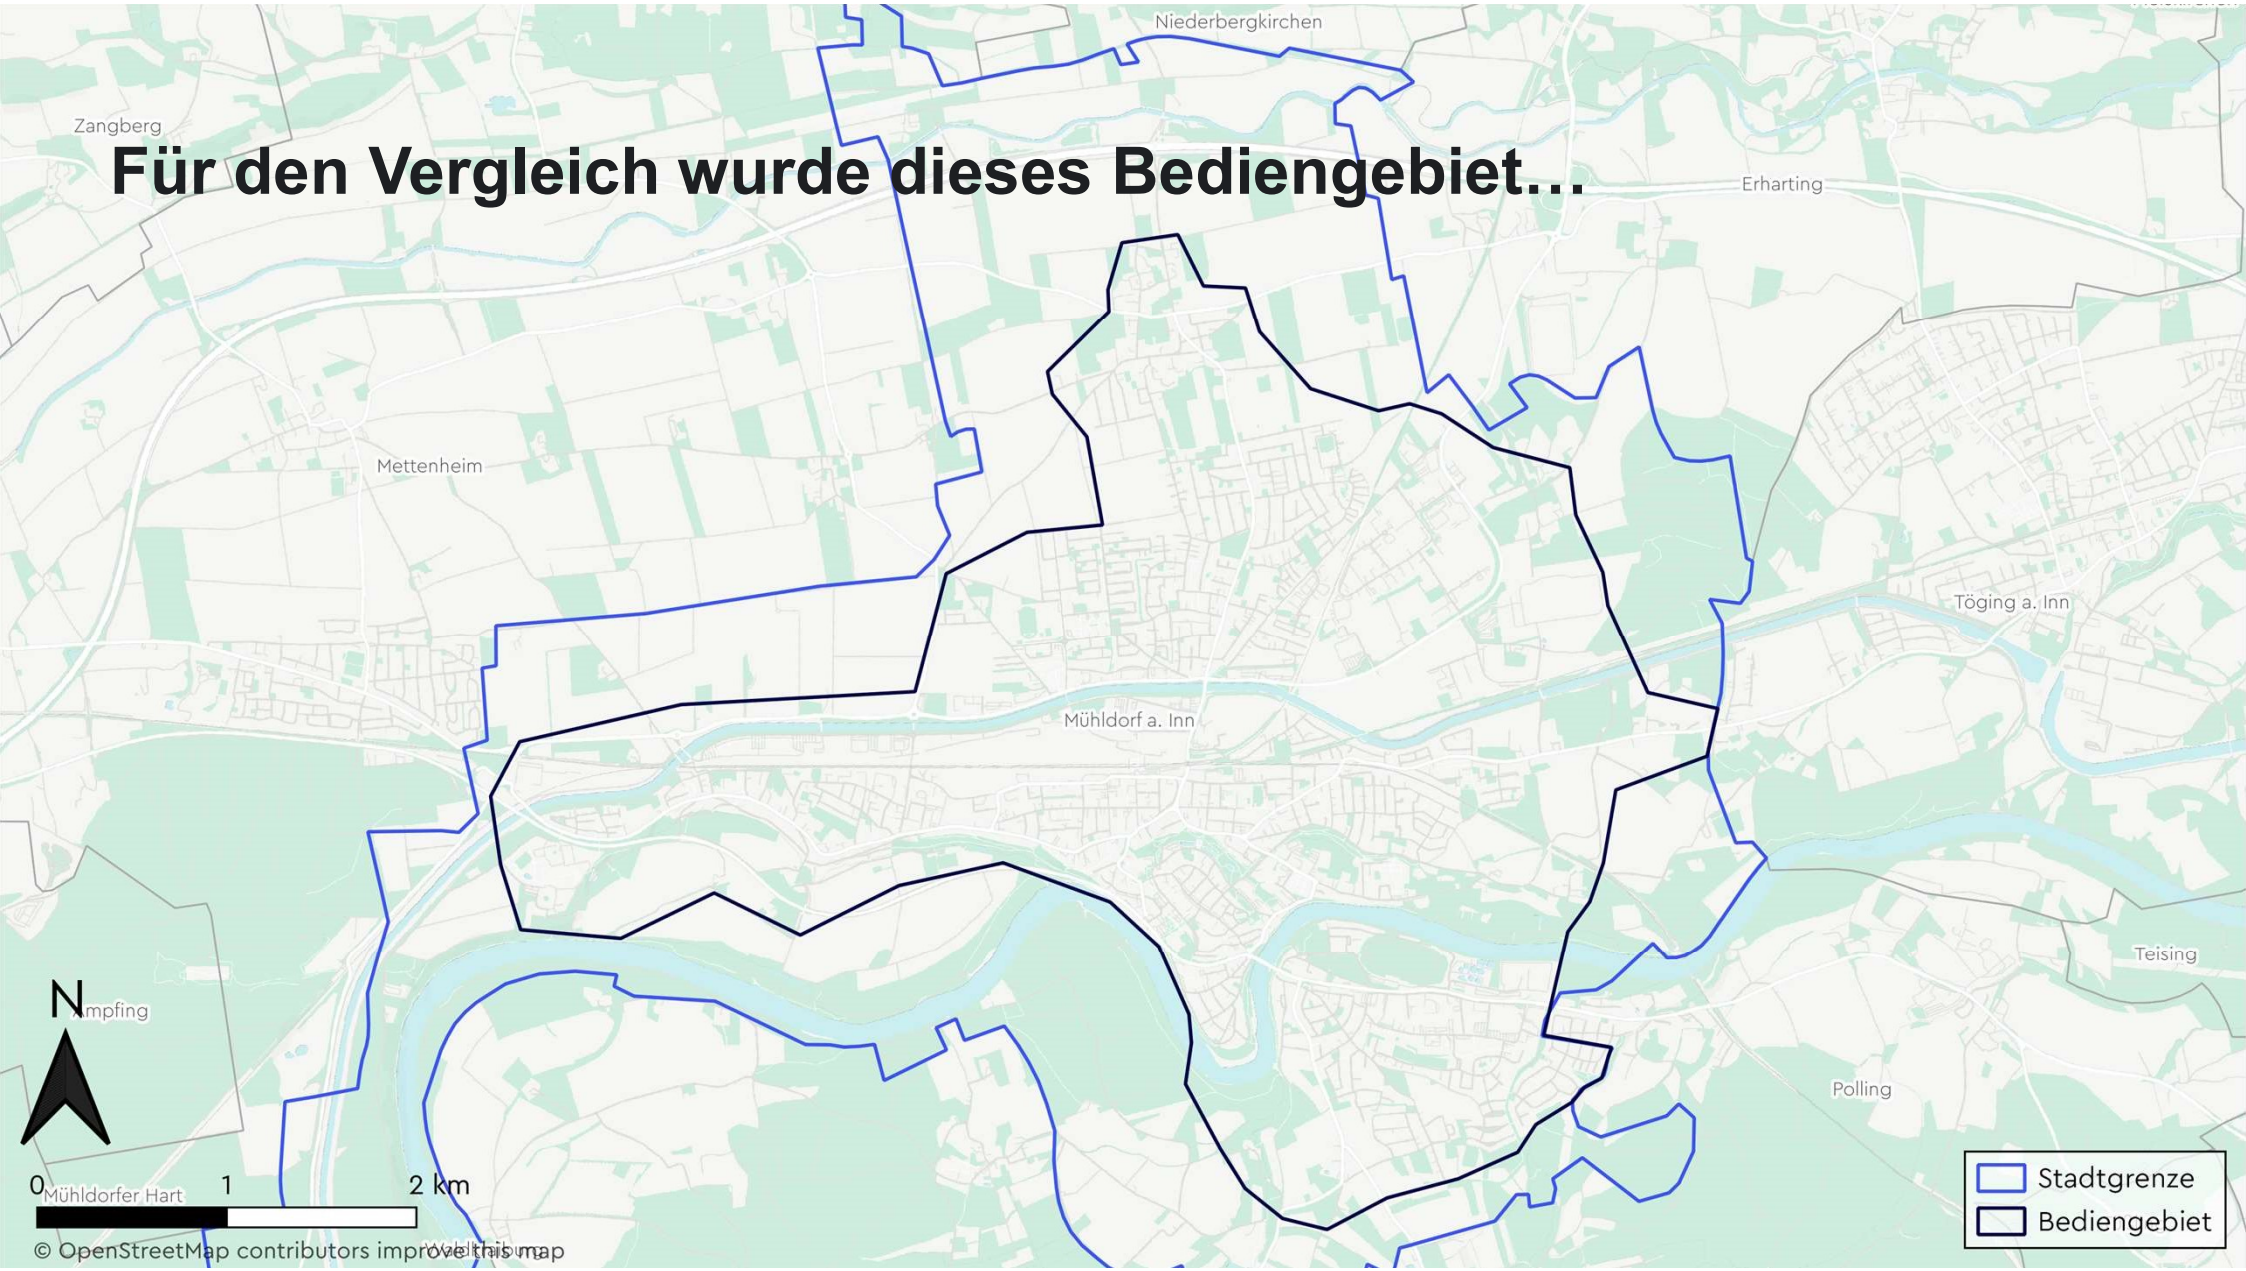 Niederbergkirchen
Zangberg
Für den Vergleich wurde dieses Bediengebiet…
Erharting
Mettenheim
Töging a. Inn
Mühldorf a. Inn
Teising
N
Ampfing
Polling
0 1 2 km
Mühldorfer Hart
Stadtgrenze
Bediengebiet
© OpenStreetMap contributors improve this map